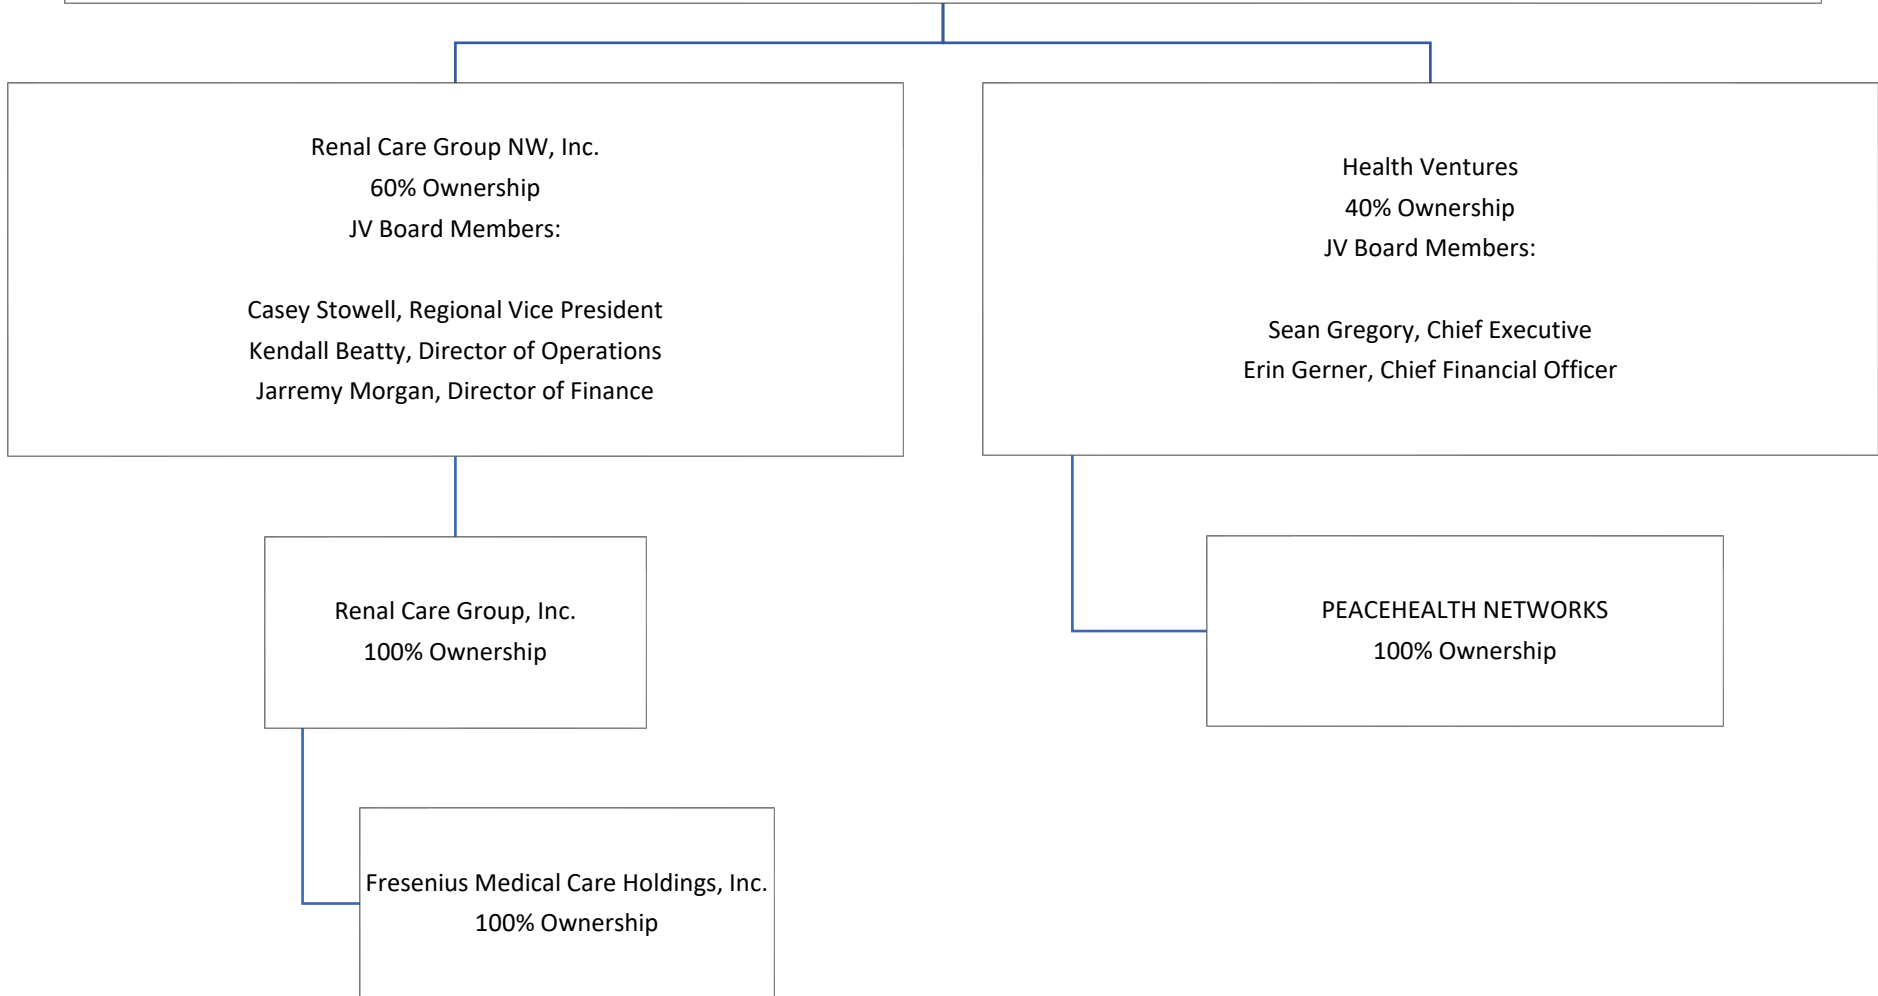 Renal Care Group NW, Inc.
60% Ownership
JV Board Members:
Casey Stowell, Regional Vice President
Kendall Beatty, Director of Operations
Jarremy Morgan, Director of Finance
Health Ventures
40% Ownership
JV Board Members:
Sean Gregory, Chief Executive
Erin Gerner, Chief Financial Officer
Renal Care Group, Inc.
100% Ownership
PEACEHEALTH NETWORKS
100% Ownership
Fresenius Medical Care Holdings, Inc.
100% Ownership